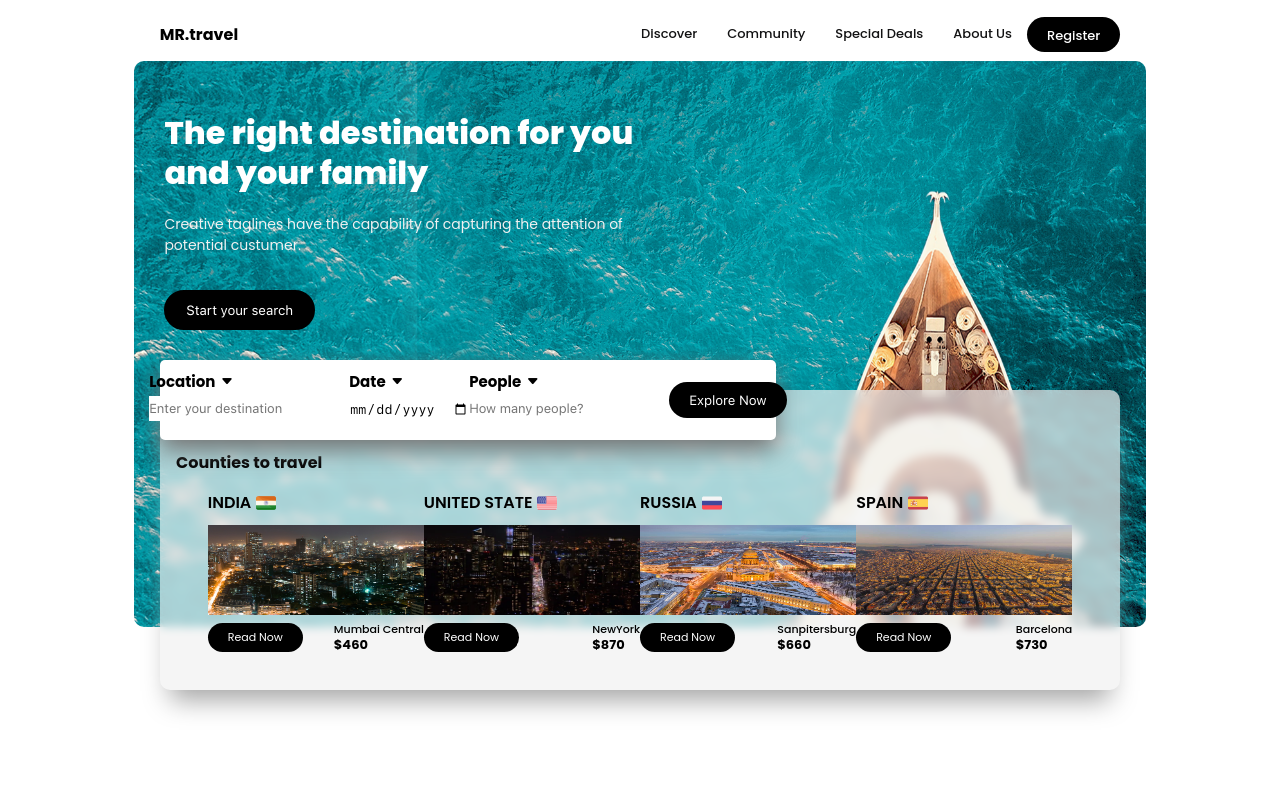 MR.travel
Discover Community Special Deals About Us Register
The right destination for you
and your family
Creative taglines have the capability of capturing the attention of
potential custumer.
Start your search
Location Date People
Enter your destination mm/dd/yyyy How many people? Explore Now
Counties to travel
INDIA UNITED STATE RUSSIA SPAIN
Read Now Mumbai Central Read Now NewYork Read Now Sanpitersburg Read Now Barcelona
$460 $870 $660 $730